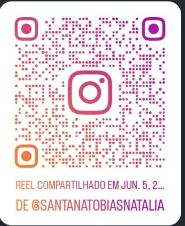 REEL COMPARTILHADO EM JUN. 5, 2...
DE @SANTANATOBIASNATALIA